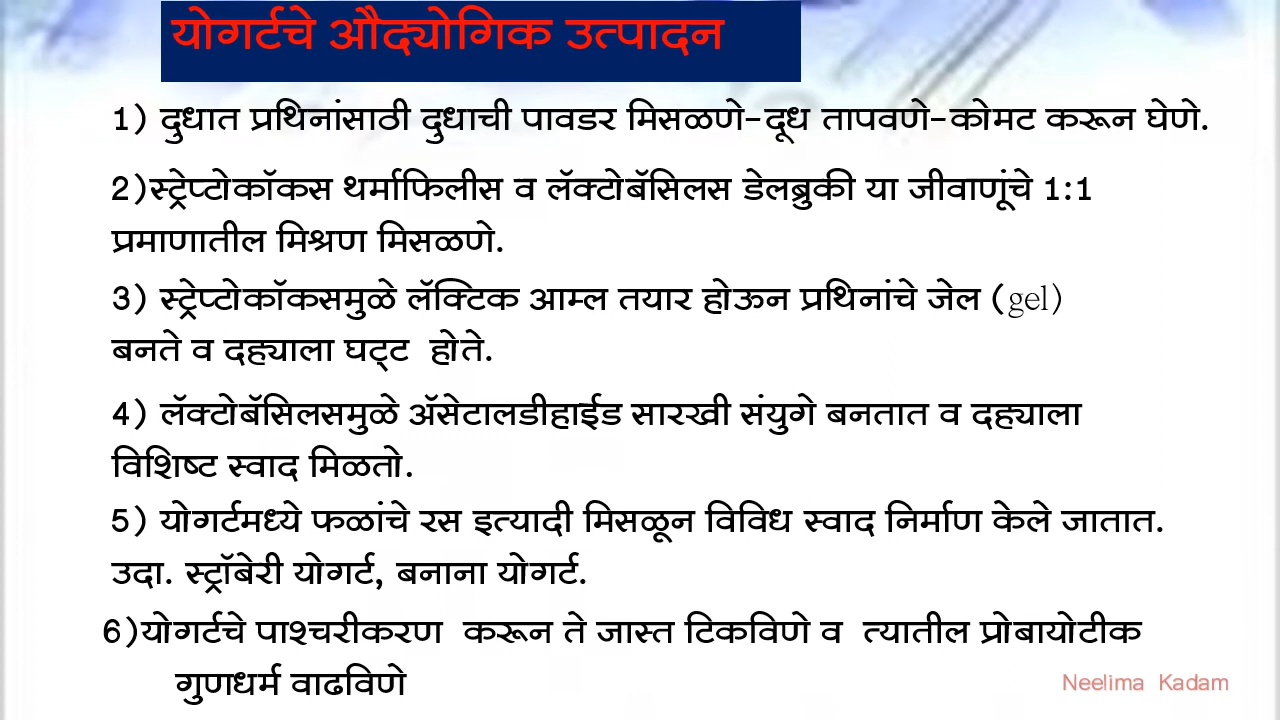 योगर्टचे औद्योगिक उत्पादन
1) दुधात प्रथिनांसाठी दुधाची पावडर मिसळणे-दूध तापवणे-कोमट करून घेणे.
2)स्ट्रेप्टोकॉकस थर्माफिलीस व लॅक्टोबॅसिलस डेलब्रुकी या जीवाणूंचे 1:1
प्रमाणातील मिश्रण मिसळणे.
3) स्ट्रेप्टोकॉकसमुळे लॅक्टिक आम्ल तयार होऊन प्रथिनांचे जेल (gel)
बनते व दह्याला घट्ट होते.
4) लॅक्टोबॅसिलसमुळे ॲसेटालडीहाईड सारखी संयुगे बनतात व दह्याला
विशिष्ट स्वाद मिळतो.
5) योगर्टमध्ये फळांचे रस इत्यादी मिसळून विविध स्वाद निर्माण केले जातात.
उदा. स्ट्रॉबेरी योगर्ट, बनाना योगर्ट.
6)योगर्टचे पाश्चरीकरण करून ते जास्त टिकविणे व त्यातील प्रोबायोटीक
गुणधर्म वाढविणे
Neelima Kadam